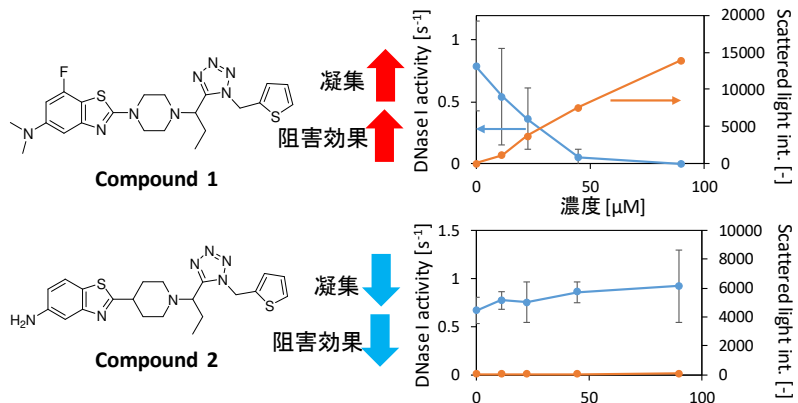 F
S
N
N
N
N
N
N
N
N
S
凝集
阻害効果
Compound 1
DNase I activity [s-1]
1
0.5
0
0
50
100
濃度 [μM]
20000
15000
10000
5000
0
Scattered light int. [-]
S
N
H2N
N
N
N
N
N
S
凝集
阻害効果
Compound 2
DNase I activity [s-1]
1.5
1
0.5
0
0
50
100
10000
8000
6000
4000
2000
0
Scattered light int. [-]